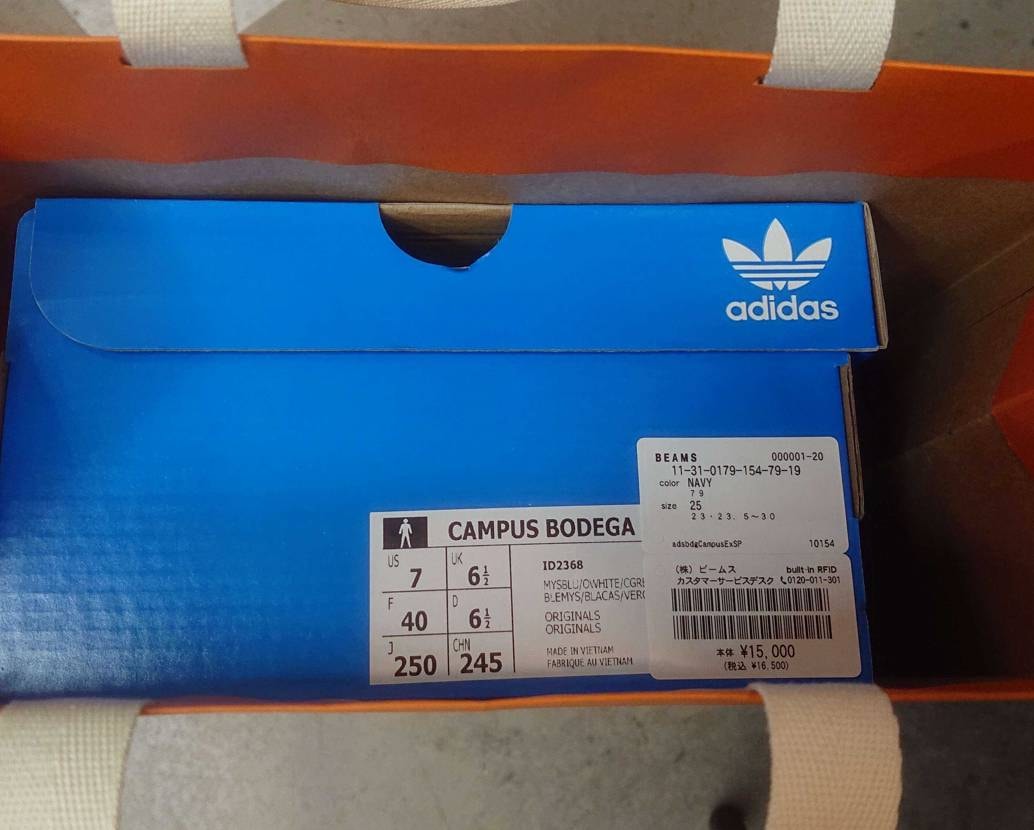 adidas
CAMPUS BODEGA
US 7
UK 6½
F 40
D 6½
J 250
CHN 245
ID2368
MYSBLU/OWHITE/CGR
BLEMYS/BLACAS/VER
ORIGINALS
ORIGINALS
MADE IN VIETNAM
FABRIQUE AU VIETNAM
BEAMS 000001-20
11-31-0179-154-79-19
color NAVY
79
size 25
23・23.5～30
adsbdgCampusExSP 10154
(株) ビームス built-in RFID
カスタマーサービスデスク 0120-011-301
本体 ¥15,000
(税込 ¥16,500)